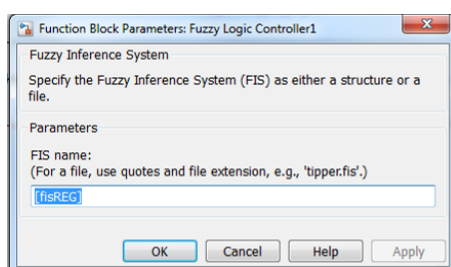 Function Block Parameters: Fuzzy Logic Controller1
Fuzzy Inference System
Specify the Fuzzy Inference System (FIS) as either a structure or a
file.
Parameters
FIS name:
(For a file, use quotes and file extension, e.g., 'tipper.fis'.)
[fisREG]
OK Cancel Help Apply